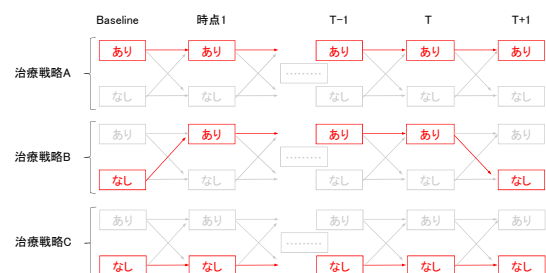 Baseline 時点1 T-1 T T+1
あり あり あり あり あり
治療戦略A
.........
なし なし なし なし なし
あり あり あり あり あり
治療戦略B
.........
なし なし なし なし なし
あり あり あり あり あり
治療戦略C
.........
なし なし なし なし なし